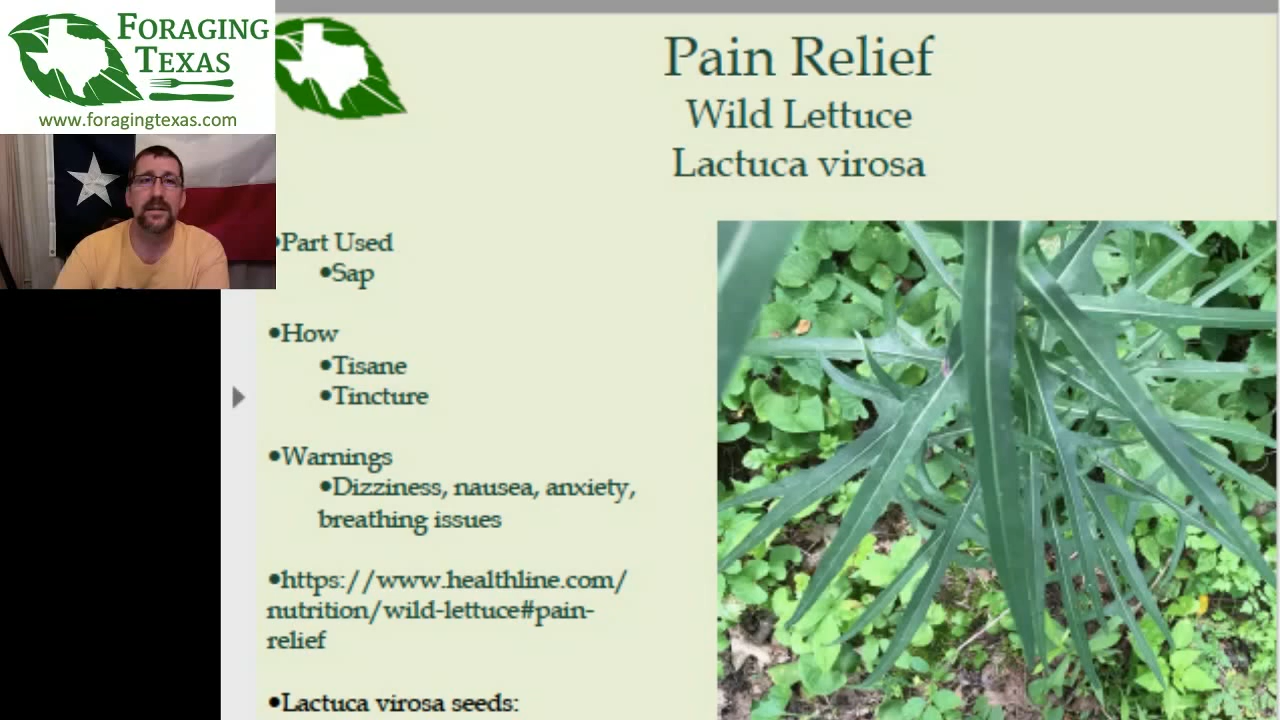 FORAGING
TEXAS
www.foragingtexas.com
Pain Relief
Wild Lettuce
Lactuca virosa
•Part Used
•Sap
•How
•Tisane
•Tincture
•Warnings
•Dizziness, nausea, anxiety,
breathing issues
•https://www.healthline.com/
nutrition/wild-lettuce#pain-
relief
•Lactuca virosa seeds: